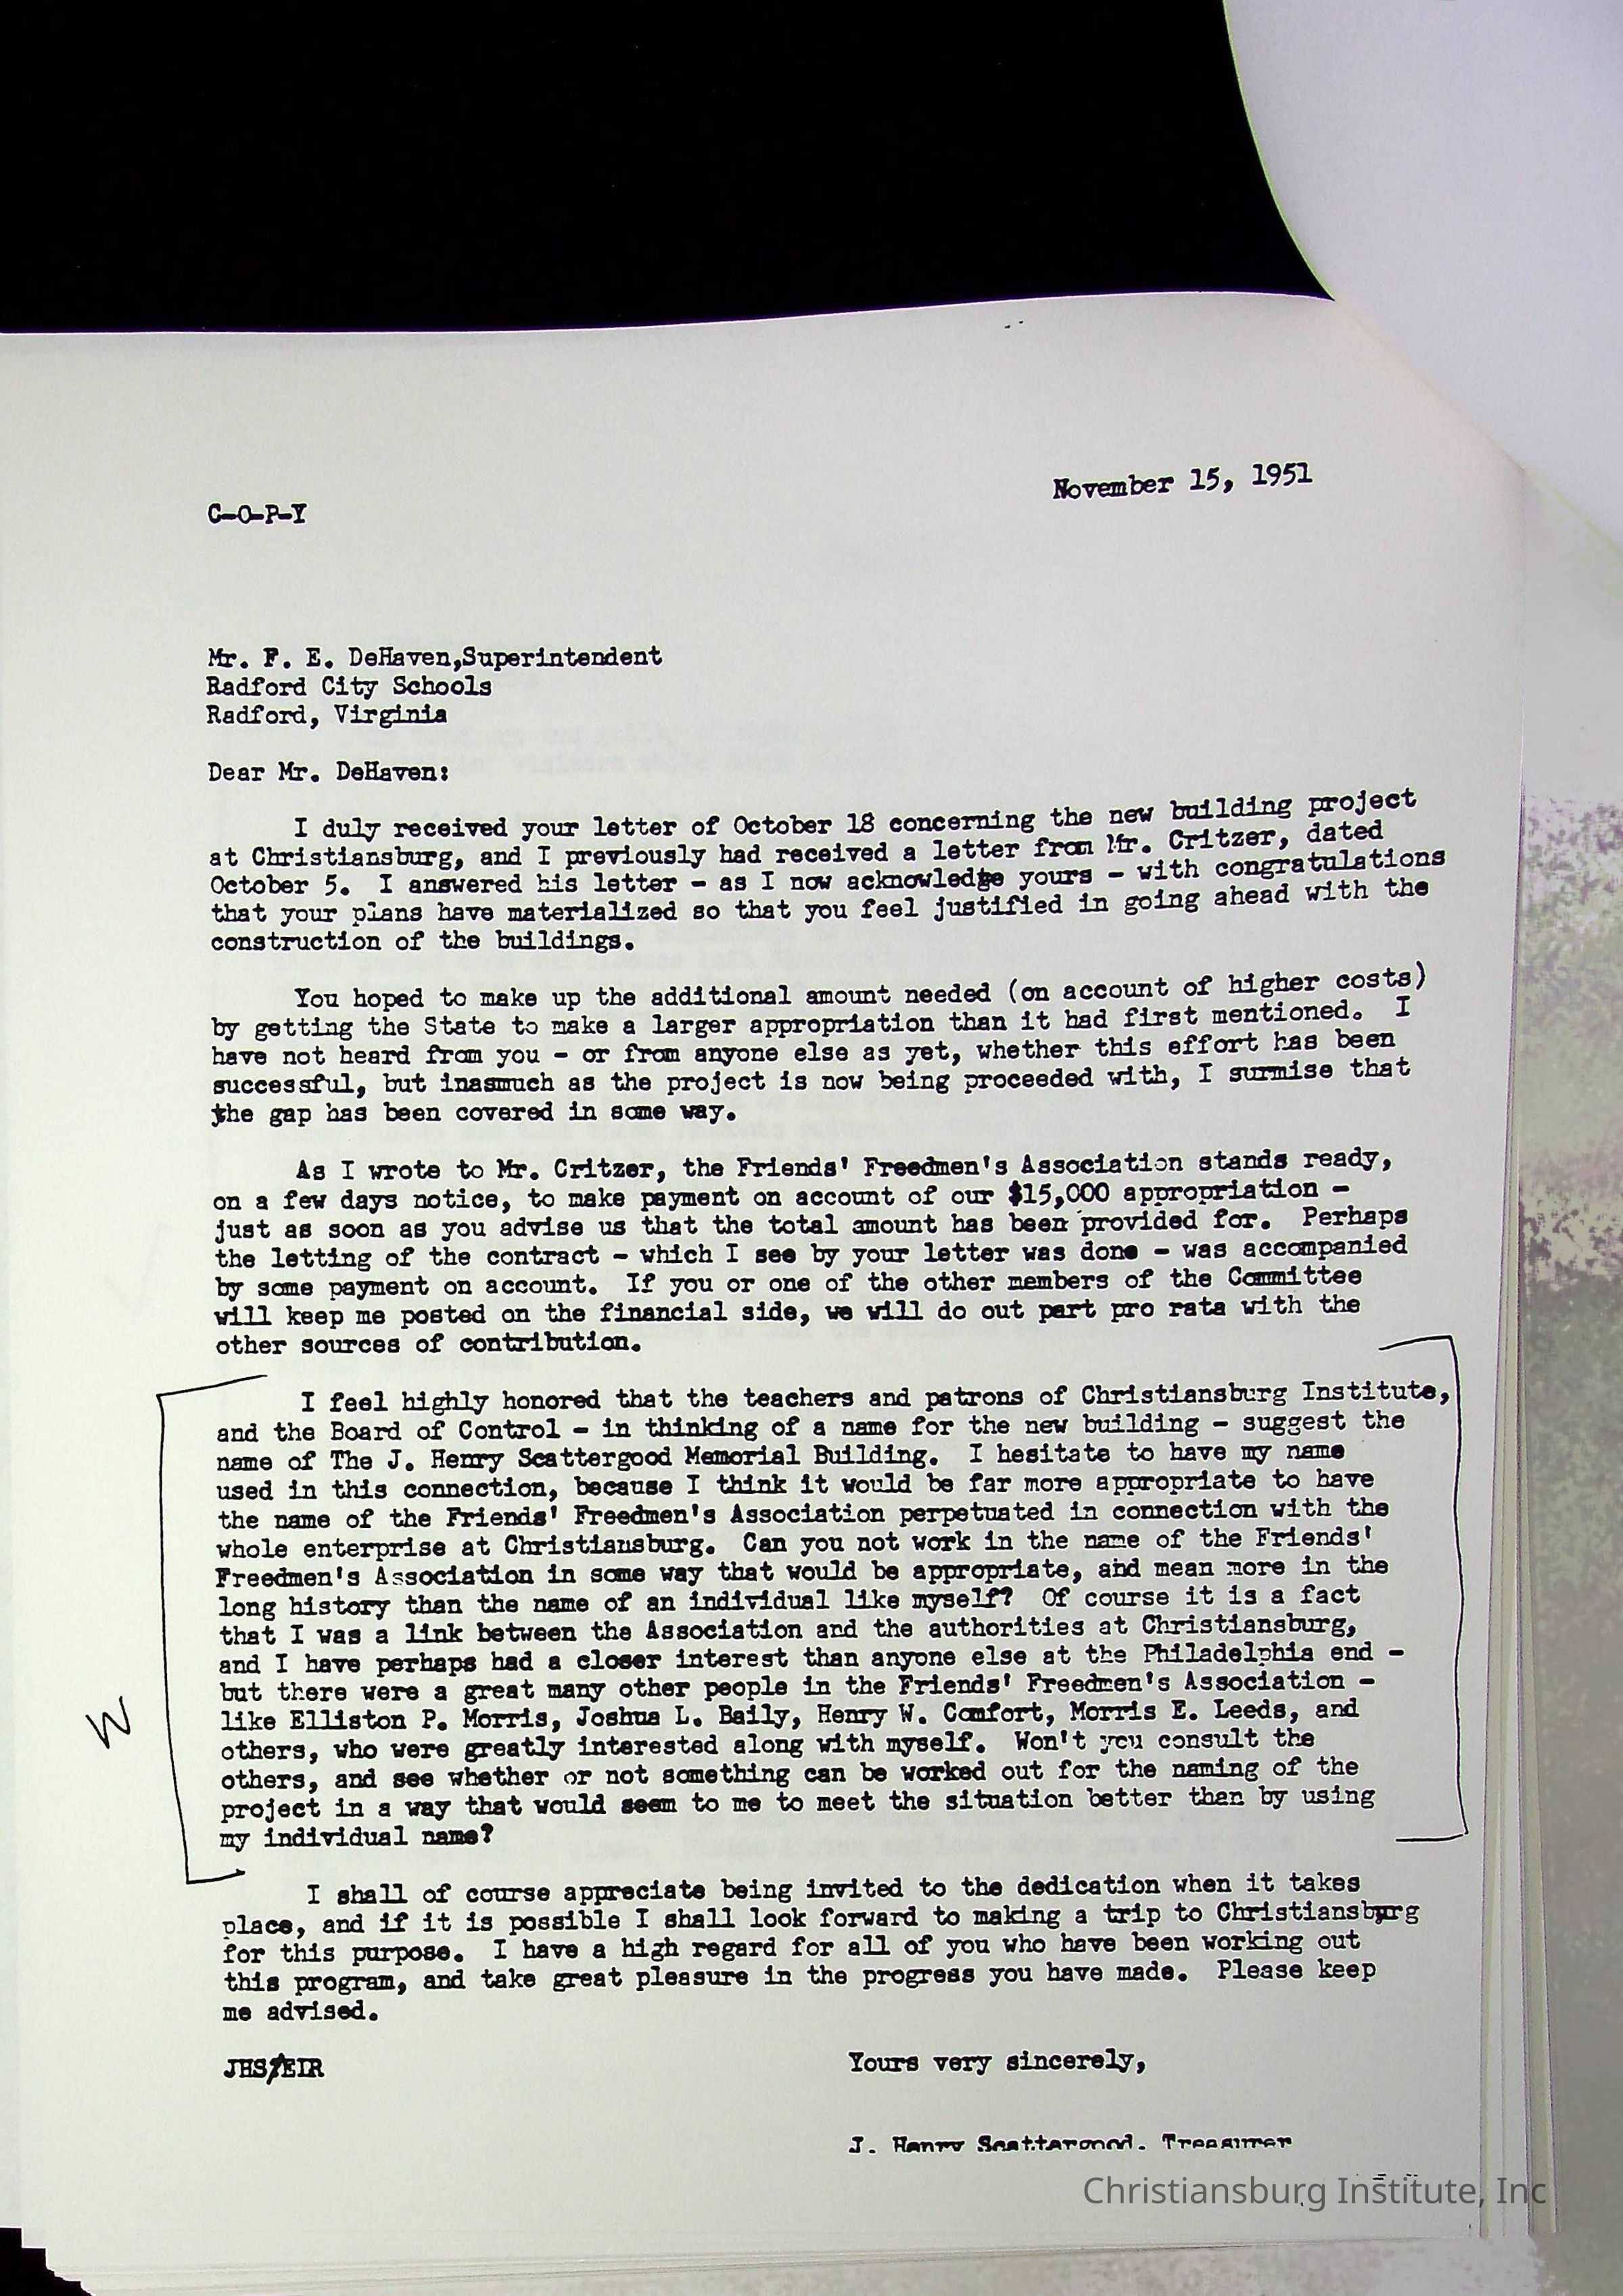 November 15, 1951
C-O-P-Y
Mr. F. E. DeHaven,Superintendent
Radford City Schools
Radford, Virginia
Dear Mr. DeHaven:
I duly received your letter of October 18 concerning the new building project
at Christiansburg, and I previously had received a letter from Mr. Critzer, dated
October 5. I answered his letter - as I now acknowledge yours - with congratulations
that your plans have materialized so that you feel justified in going ahead with the
construction of the buildings.
You hoped to make up the additional amount needed (on account of higher costs)
by getting the State to make a larger appropriation than it had first mentioned. I
have not heard from you - or from anyone else as yet, whether this effort has been
successful, but inasmuch as the project is now being proceeded with, I surmise that
the gap has been covered in some way.
As I wrote to Mr. Critzer, the Friends' Freedmen's Association stands ready,
on a few days notice, to make payment on account of our $15,000 appropriation -
just as soon as you advise us that the total amount has been provided for. Perhaps
the letting of the contract - which I see by your letter was done - was accompanied
by some payment on account. If you or one of the other members of the Committee
will keep me posted on the financial side, we will do out part pro rata with the
other sources of contribution.
I feel highly honored that the teachers and patrons of Christiansburg Institute,
and the Board of Control - in thinking of a name for the new building - suggest the
name of The J. Henry Scattergood Memorial Building. I hesitate to have my name
used in this connection, because I think it would be far more appropriate to have
the name of the Friends' Freedmen's Association perpetuated in connection with the
whole enterprise at Christiansburg. Can you not work in the name of the Friends'
Freedmen's Association in some way that would be appropriate, and mean more in the
long history than the name of an individual like myself? Of course it is a fact
that I was a link between the Association and the authorities at Christiansburg,
and I have perhaps had a closer interest than anyone else at the Philadelphia end -
but there were a great many other people in the Friends' Freedmen's Association -
like Elliston P. Morris, Joshua L. Baily, Henry W. Comfort, Morris E. Leeds, and
others, who were greatly interested along with myself. Won't you consult the
others, and see whether or not something can be worked out for the naming of the
project in a way that would seem to me to meet the situation better than by using
my individual name?
I shall of course appreciate being invited to the dedication when it takes
place, and if it is possible I shall look forward to making a trip to Christiansburg
for this purpose. I have a high regard for all of you who have been working out
this program, and take great pleasure in the progress you have made. Please keep
me advised.
JHS/EIR
Yours very sincerely,
J. Henry Scattergood. Treasurer
Christiansburg Institute, Inc